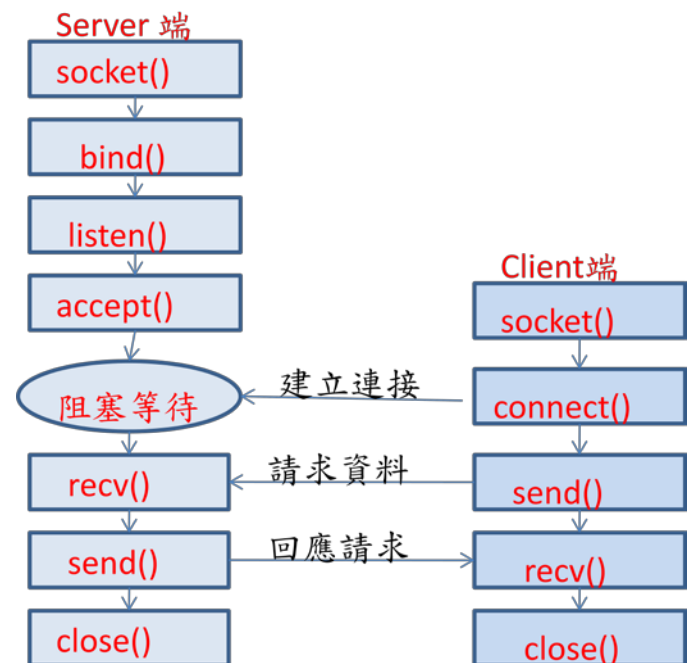 Server 端
socket()
bind()
listen()
accept()
阻塞等待
recv()
send()
close()
建立連接
請求資料
回應請求
Client端
socket()
connect()
send()
recv()
close()